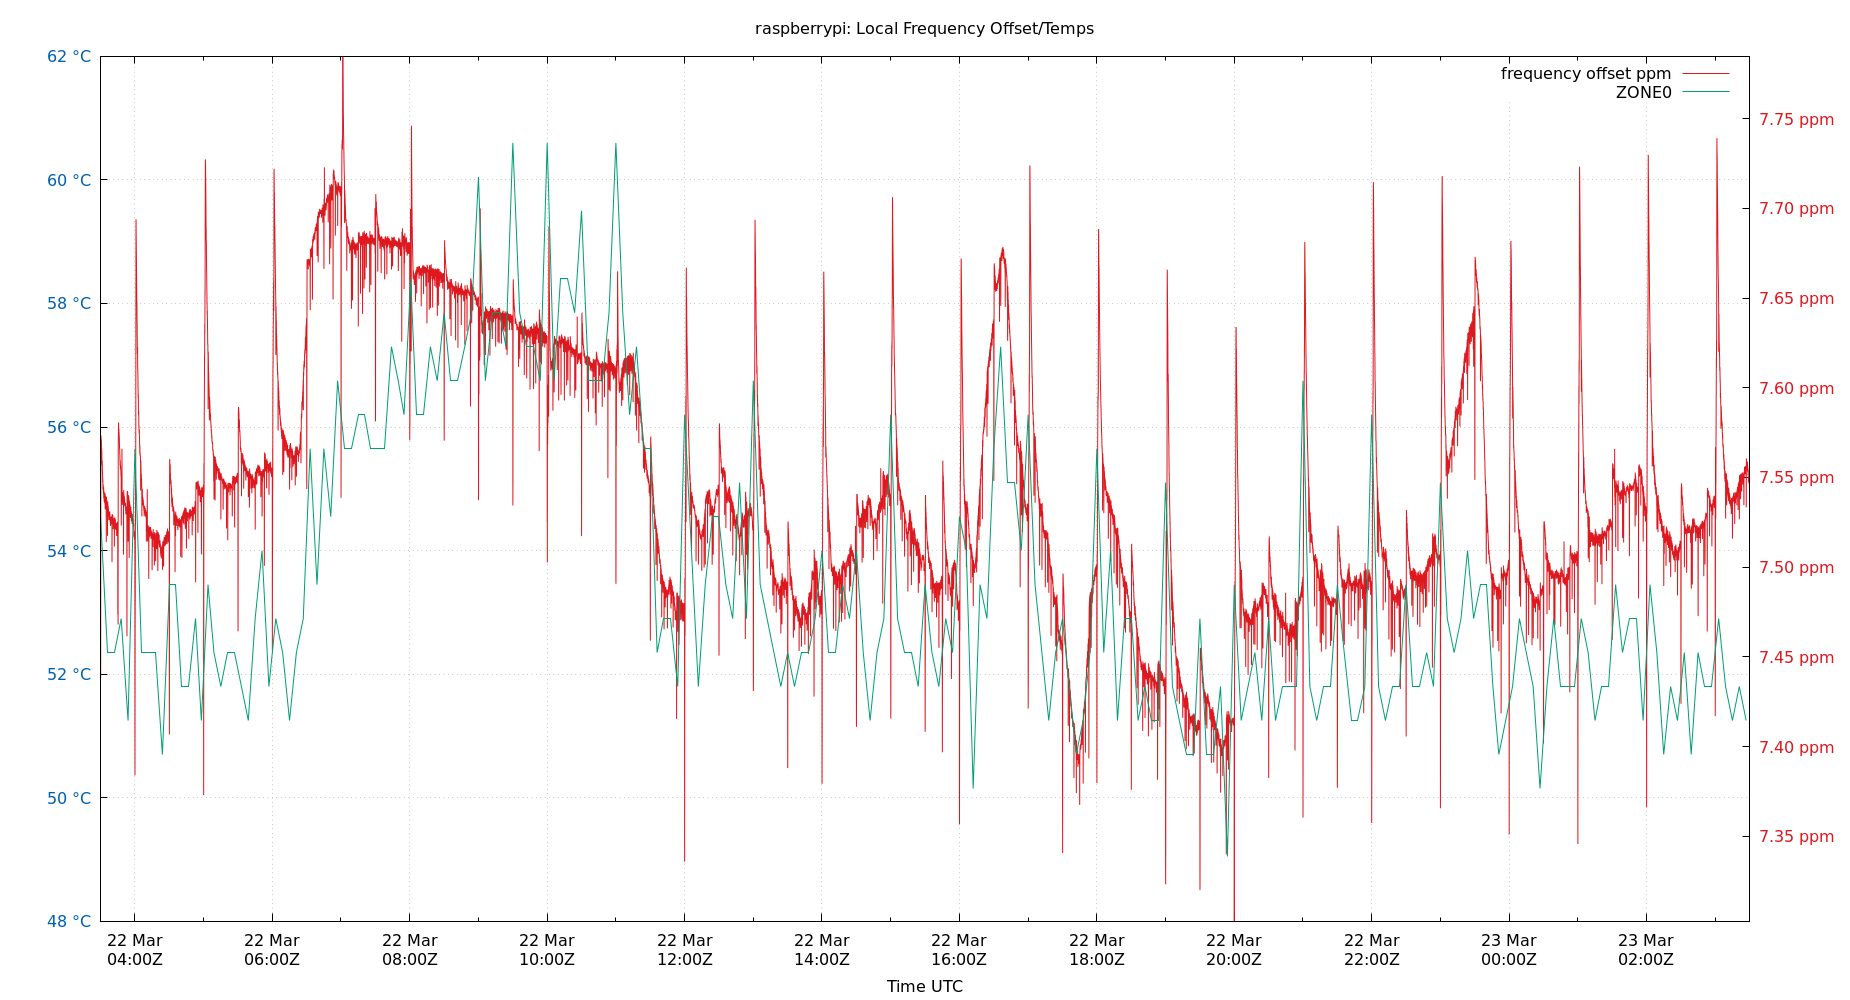 raspberrypi: Local Frequency Offset/Temps
frequency offset ppm
ZONE0
62 °C
60 °C
58 °C
56 °C
54 °C
52 °C
50 °C
48 °C
7.75 ppm
7.70 ppm
7.65 ppm
7.60 ppm
7.55 ppm
7.50 ppm
7.45 ppm
7.40 ppm
7.35 ppm
22 Mar 22 Mar 22 Mar 22 Mar 22 Mar 22 Mar 22 Mar 22 Mar 22 Mar 22 Mar 23 Mar 23 Mar
04:00Z 06:00Z 08:00Z 10:00Z 12:00Z 14:00Z 16:00Z 18:00Z 20:00Z 22:00Z 00:00Z 02:00Z
Time UTC